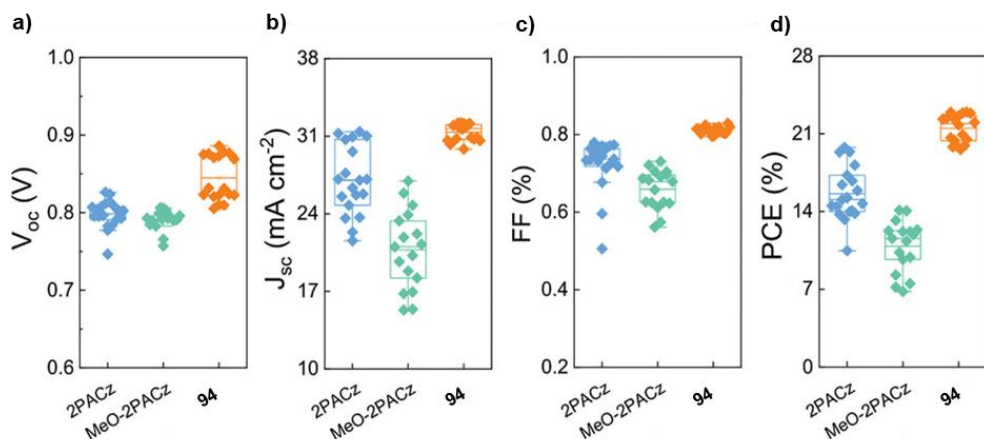 a)
V_oc (V)
1.0
0.9
0.8
0.7
0.6
2PACz
MeO-2PACz
94
b)
J_sc (mA cm⁻²)
38
31
24
17
10
2PACz
MeO-2PACz
94
c)
FF (%)
1.0
0.8
0.6
0.4
0.2
2PACz
MeO-2PACz
94
d)
PCE (%)
28
21
14
7
0
2PACz
MeO-2PACz
94